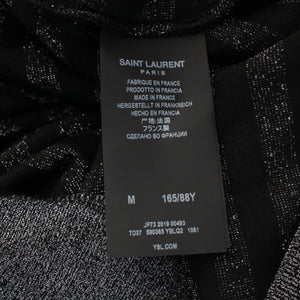 SAINT LAURENT
PARIS
FABRIQUÉ EN FRANCE
PRODOTTO IN FRANCIA
MADE IN FRANCE
HERGESTELLT IN FRANKREICH
HECHO EN FRANCIA
产地: 法国
フランス製
СДЕЛАНО ВО ФРАНЦИИ
M 165/88Y
JP73 2019 00493
TD37 590365 YBLQ2 1081
YSL.COM